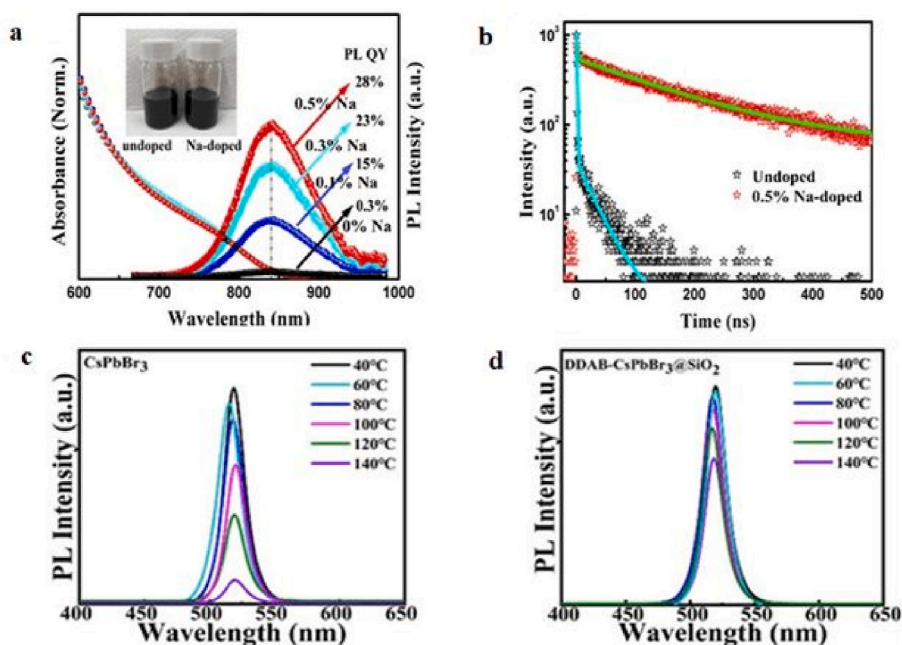 a
Absorbance (Norm.)
undoped Na-doped
PL QY
28%
0.5% Na
23%
0.3% Na
15%
0.1% Na
0.3%
0% Na
PL Intensity (a.u.)
600 700 800 900 1000
Wavelength (nm)
b
Intensity (a.u.)
10³
10²
10¹
Undoped
0.5% Na-doped
0 100 200 300 400 500
Time (ns)
c
CsPbBr₃
40℃
60℃
80℃
100℃
120℃
140℃
PL Intensity (a.u.)
400 450 500 550 600 650
Wavelength (nm)
d
DDAB-CsPbBr₃@SiO₂
40℃
60℃
80℃
100℃
120℃
140℃
PL Intensity (a.u.)
400 450 500 550 600 650
Wavelength (nm)